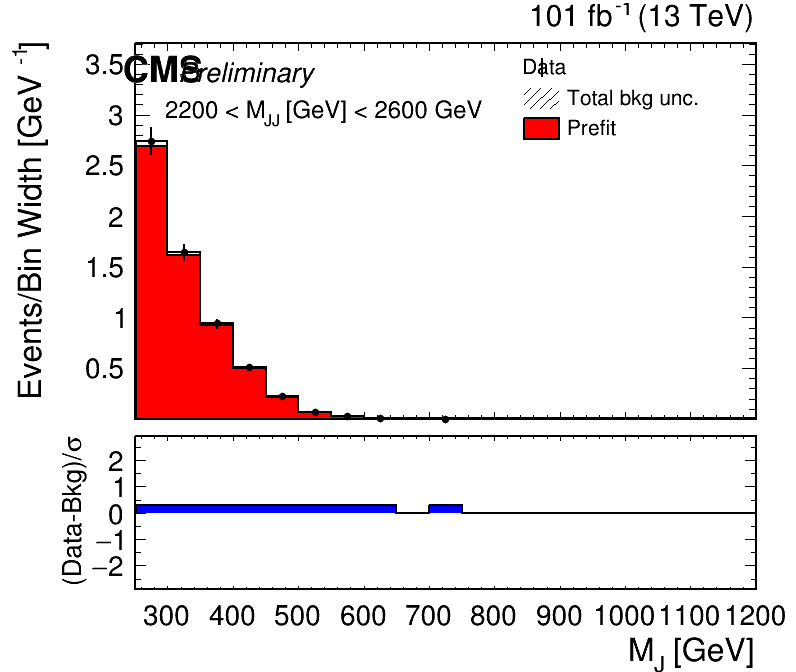 101 fb⁻¹ (13 TeV)
CMS Preliminary
2200 < M_JJ [GeV] < 2600 GeV
Data
Total bkg unc.
Prefit
Events/Bin Width [GeV⁻¹]
3.5
3
2.5
2
1.5
1
0.5
(Data-Bkg)/σ
2
1
0
−1
−2
300 400 500 600 700 800 900 1000 1100 1200
M_J [GeV]